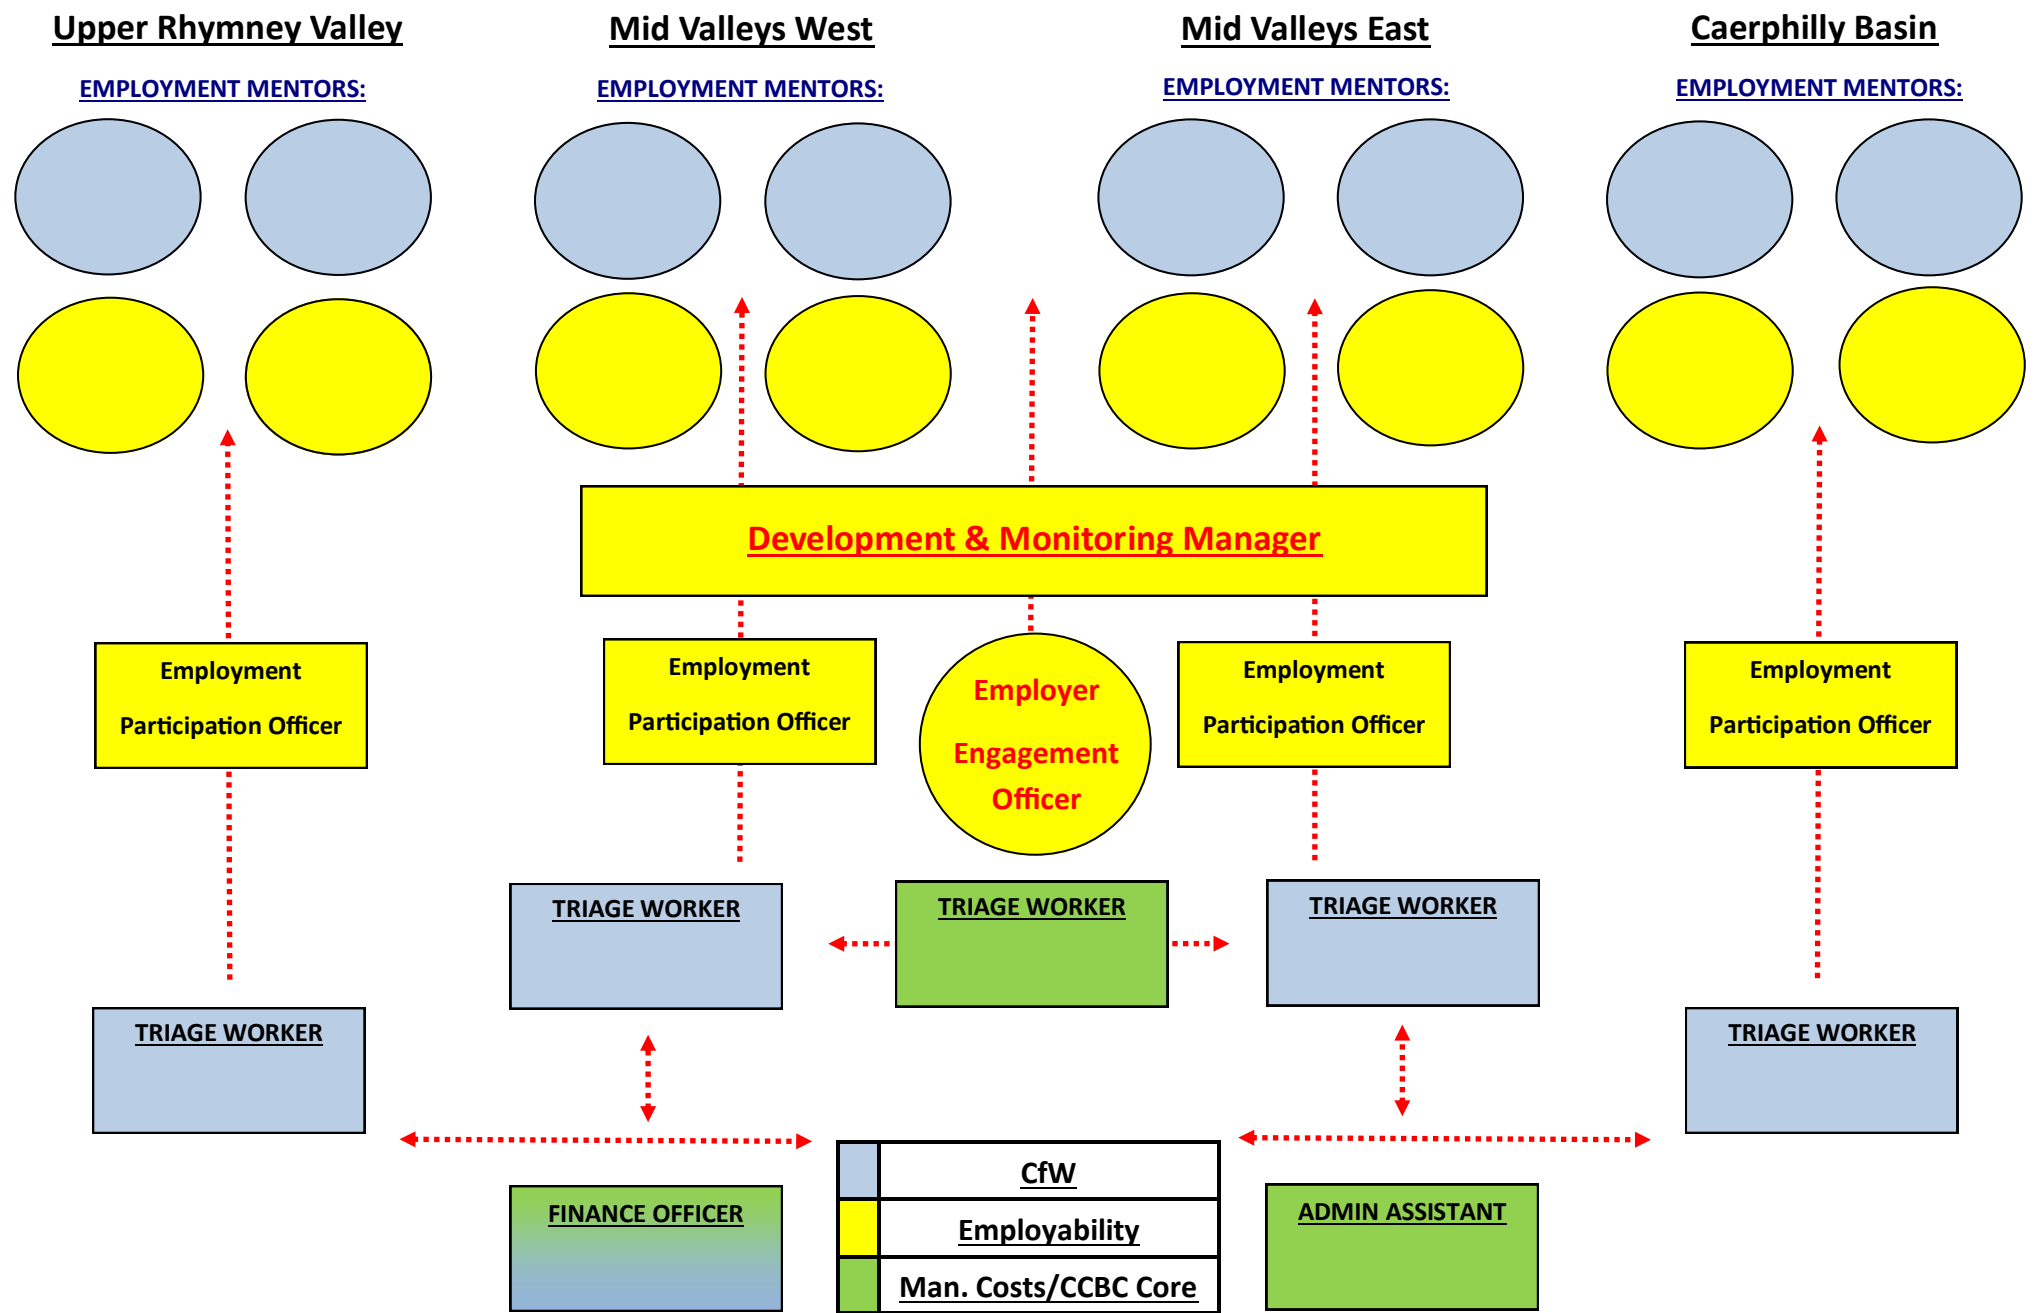 Upper Rhymney Valley
Mid Valleys West
Mid Valleys East
Caerphilly Basin
EMPLOYMENT MENTORS:
EMPLOYMENT MENTORS:
EMPLOYMENT MENTORS:
EMPLOYMENT MENTORS:
Development & Monitoring Manager
Employment
Participation Officer
Employment
Participation Officer
Employer
Engagement
Officer
Employment
Participation Officer
Employment
Participation Officer
TRIAGE WORKER
TRIAGE WORKER
TRIAGE WORKER
TRIAGE WORKER
TRIAGE WORKER
FINANCE OFFICER
CfW
Employability
Man. Costs/CCBC Core
ADMIN ASSISTANT